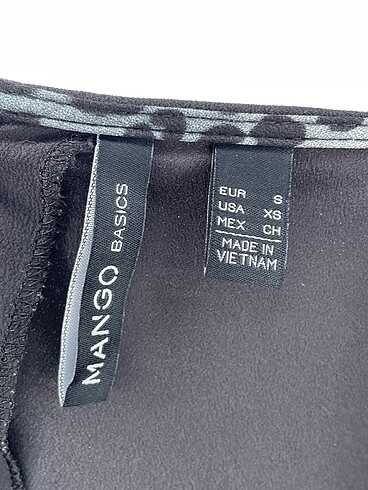 MANGO BASICS
EUR S
USA XS
MEX CH
MADE IN
VIETNAM